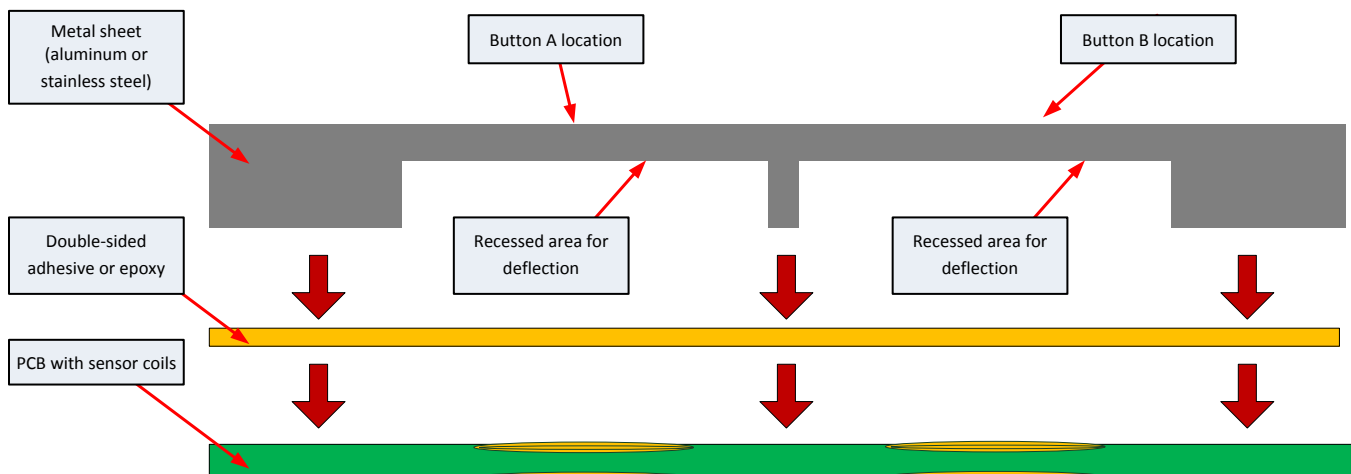 Metal sheet
(aluminum or
stainless steel)
Button A location
Button B location
Double-sided
adhesive or epoxy
Recessed area for
deflection
Recessed area for
deflection
PCB with sensor coils